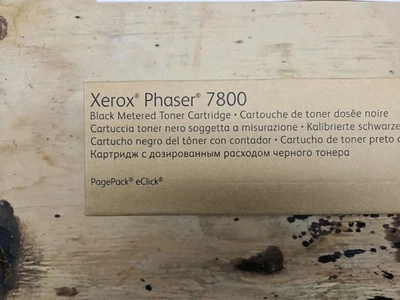 Xerox® Phaser® 7800
Black Metered Toner Cartridge • Cartouche de toner dosée noire
Cartuccia toner nero soggetta a misurazione • Kalibrierte schwarze
Cartucho negro del tóner con contador • Cartucho de toner preto
Картридж с дозированным расходом черного тонера
PagePack® eClick®